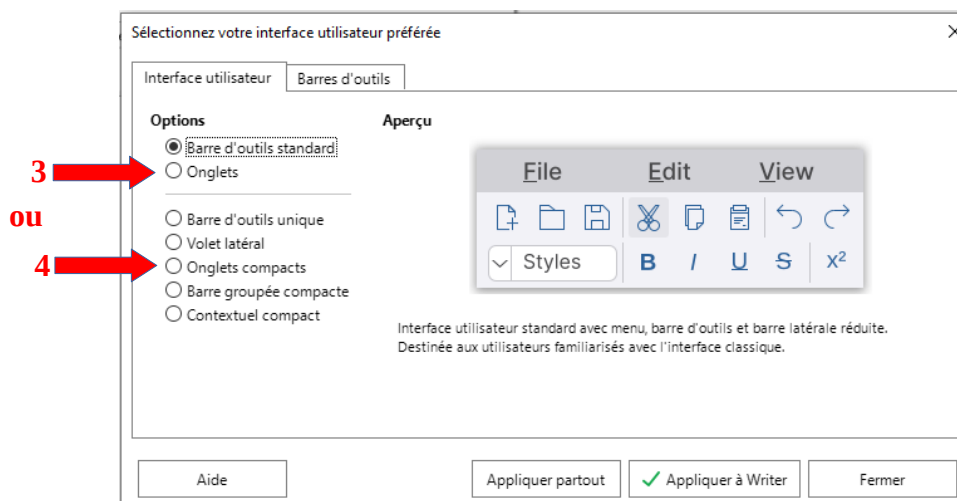 Sélectionnez votre interface utilisateur préférée
Interface utilisateur
Barres d'outils
Options
Aperçu
Barre d'outils standard
3
Onglets
ou
Barre d'outils unique
Volet latéral
4
Onglets compacts
Barre groupée compacte
Contextuel compact
File Edit View
Styles B I U S X²
Interface utilisateur standard avec menu, barre d'outils et barre latérale réduite.
Destinée aux utilisateurs familiarisés avec l'interface classique.
Aide
Appliquer partout
Appliquer à Writer
Fermer